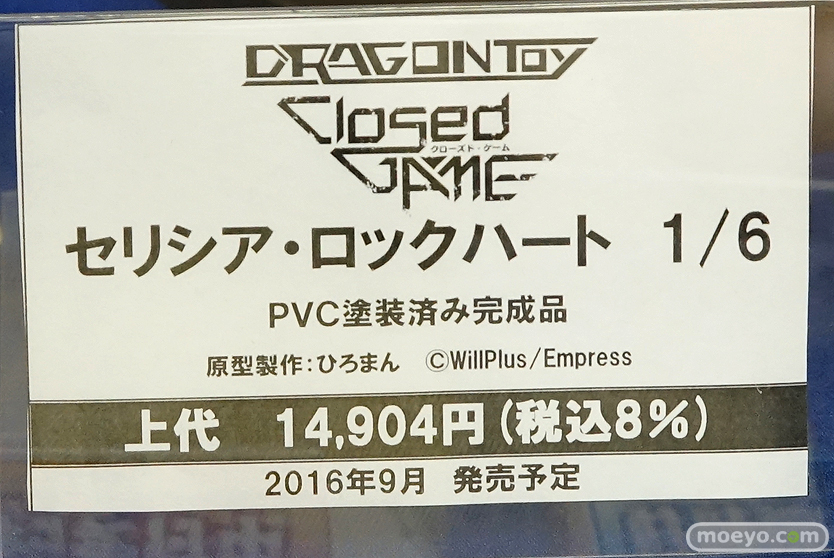 DRAGONTOY
Closed
クローズド・ゲーム
GAME
セリシア・ロックハート 1/6
PVC塗装済み完成品
原型製作：ひろまん ©WillPlus/Empress
上代 14,904円（税込8%）
2016年9月 発売予定
moeyo.com